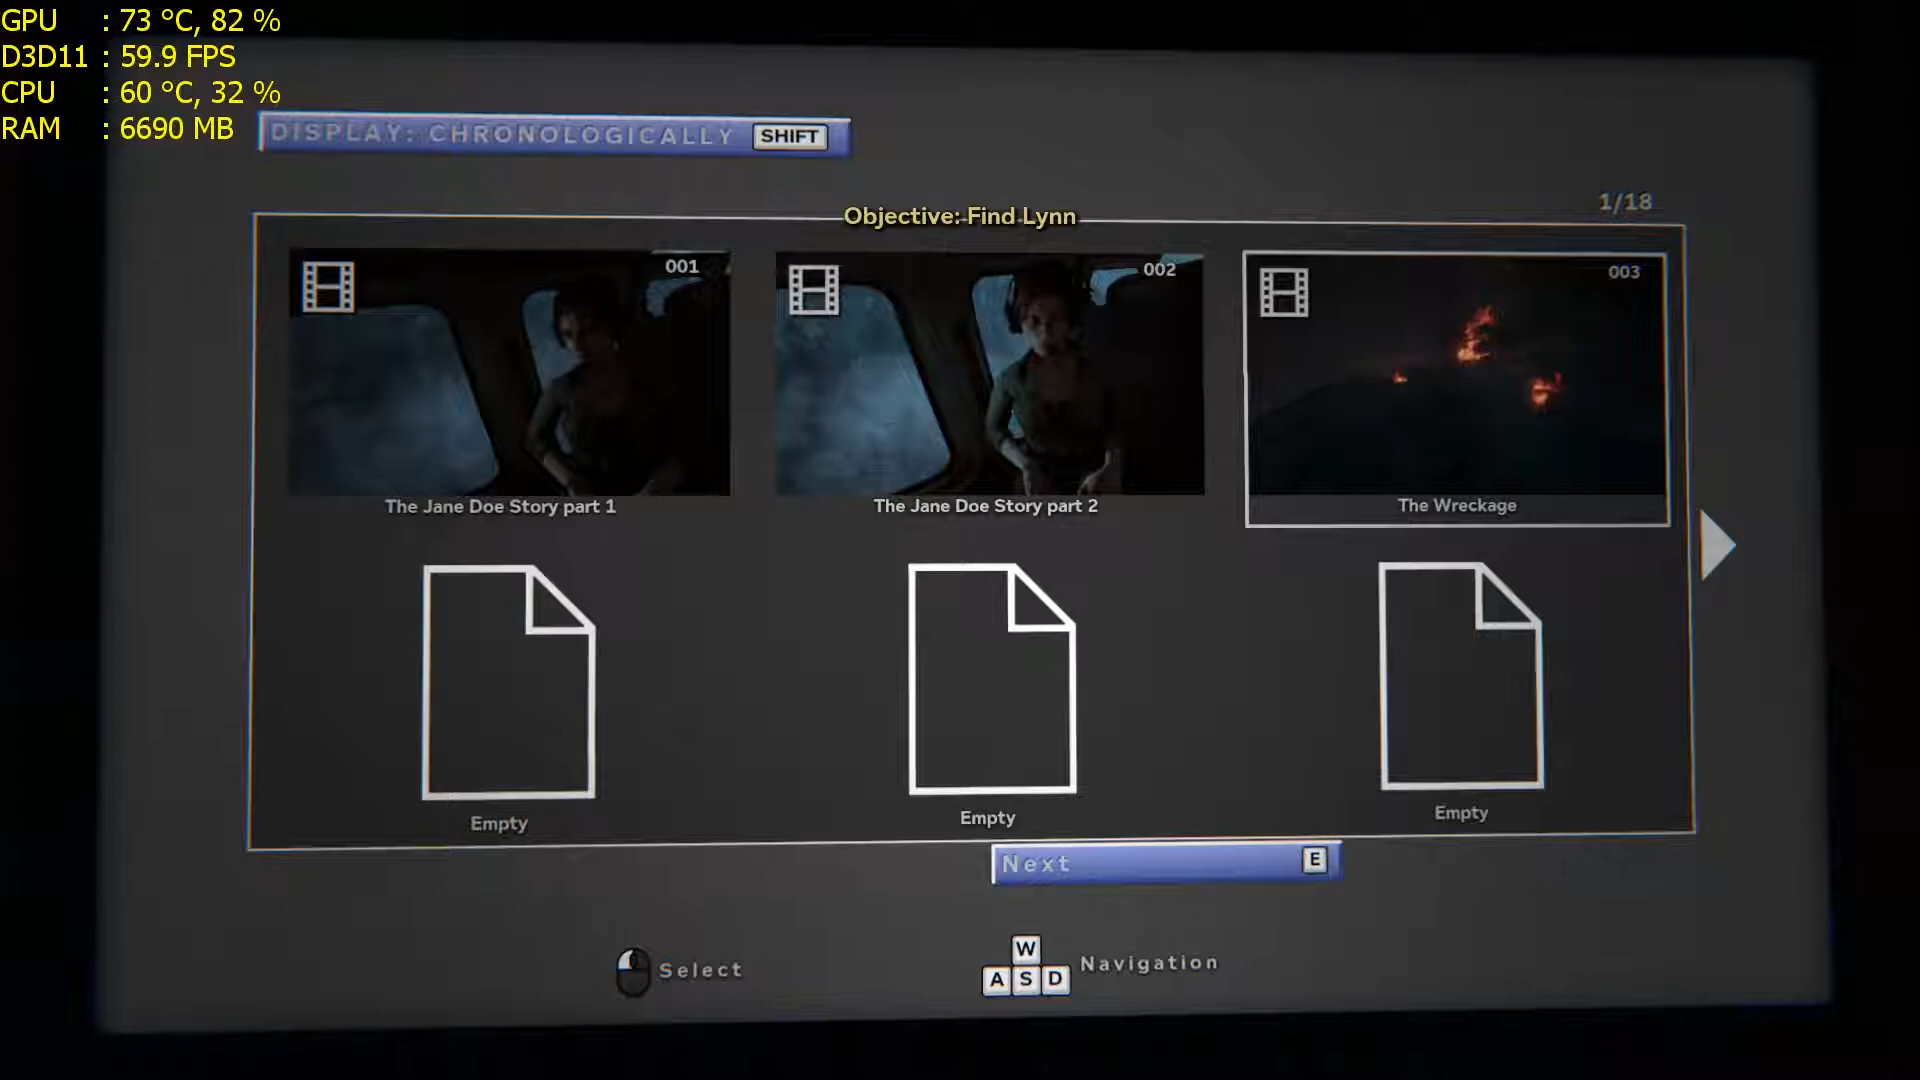 GPU : 73 °C, 82 %
D3D11 : 59.9 FPS
CPU : 60 °C, 32 %
RAM : 6690 MB
DISPLAY: CHRONOLOGICALLY SHIFT
1/18
Objective: Find Lynn
001 002 003
The Jane Doe Story part 1 The Jane Doe Story part 2 The Wreckage
Empty Empty Empty
Next E
W
Select A S D Navigation